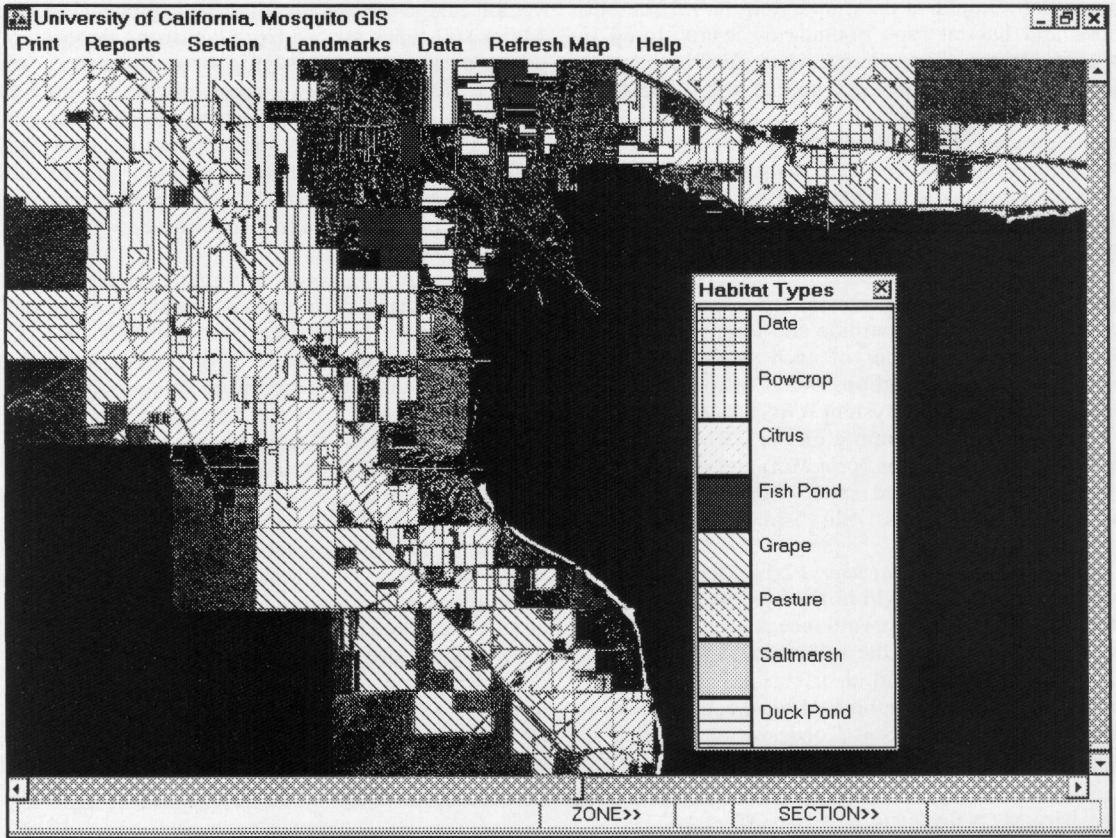 University of California, Mosquito GIS
Print Reports Section Landmarks Data Refresh Map Help
Habitat Types
Date
Rowcrop
Citrus
Fish Pond
Grape
Pasture
Saltmarsh
Duck Pond
ZONE>> SECTION>>